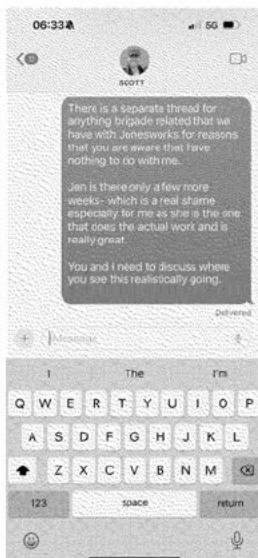 06:33
5G
SCOTT
There is a separate thread for
anything brigade related that we
have with Jonesworks for reasons
that you are aware that have
nothing to do with me.
Jen is there only a few more
weeks- which is a real shame
especially for me as she is the one
that does the actual work and is
really great.
You and I need to discuss where
you see this realistically going.
Delivered
iMessage
I
The
I'm
Q W E R T Y U I O P
A S D F G H J K L
Z X C V B N M
123
space
return